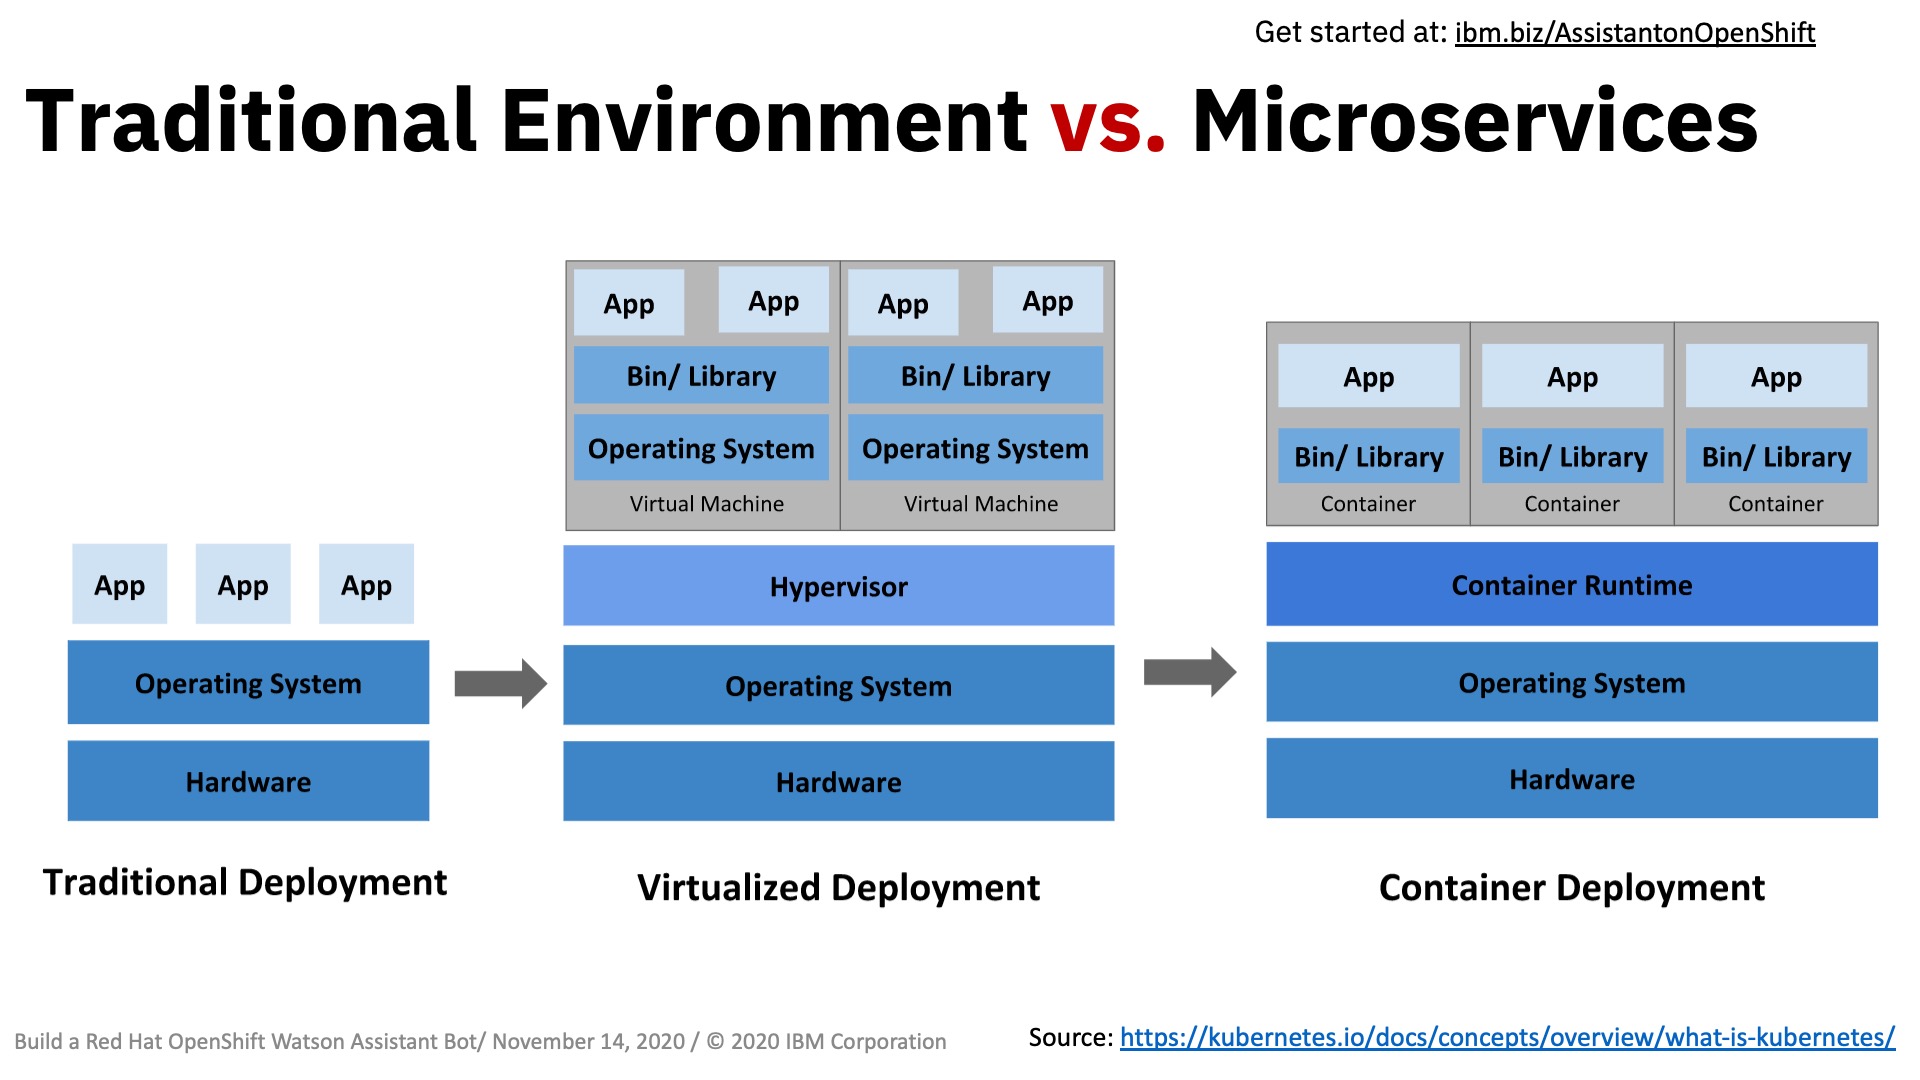 Get started at: ibm.biz/AssistantonOpenShift
Traditional Environment vs. Microservices
App App App
Operating System
Hardware
Traditional Deployment
App App App App
Bin/ Library Bin/ Library
Operating System Operating System
Virtual Machine Virtual Machine
Hypervisor
Operating System
Hardware
Virtualized Deployment
App App App
Bin/ Library Bin/ Library Bin/ Library
Container Container Container
Container Runtime
Operating System
Hardware
Container Deployment
Build a Red Hat OpenShift Watson Assistant Bot/ November 14, 2020 / © 2020 IBM Corporation
Source: https://kubernetes.io/docs/concepts/overview/what-is-kubernetes/